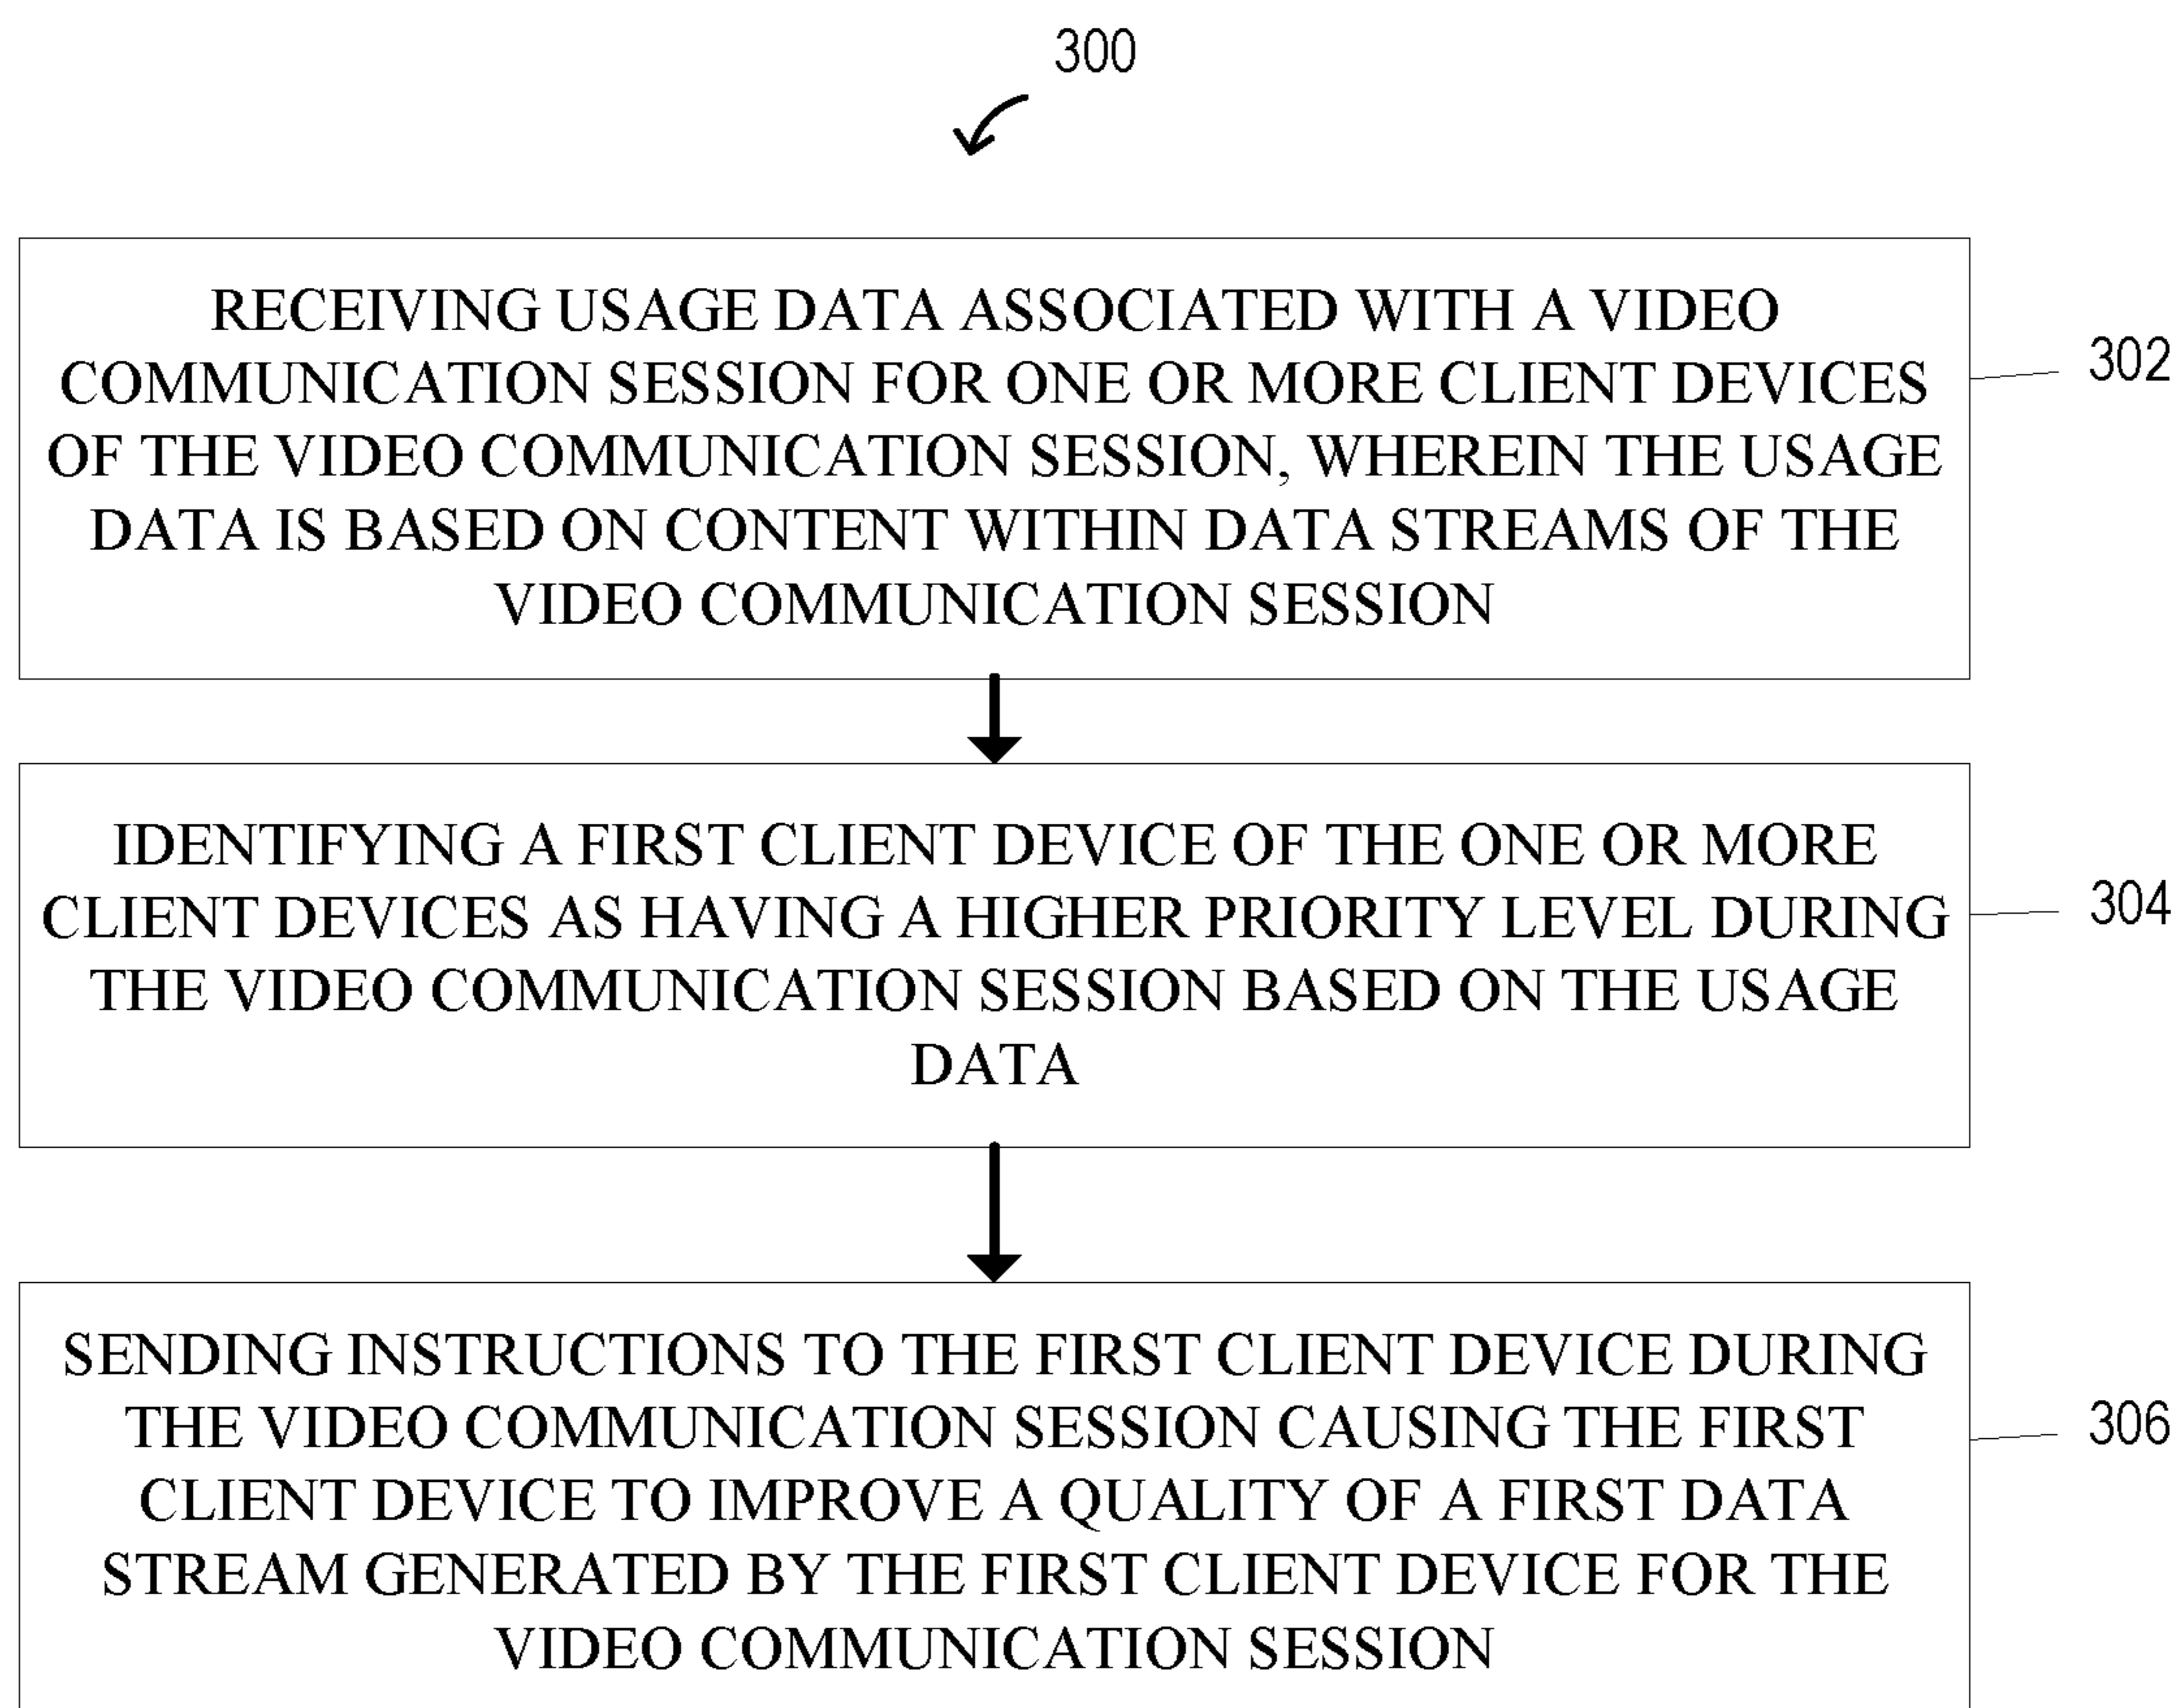 300
RECEIVING USAGE DATA ASSOCIATED WITH A VIDEO
COMMUNICATION SESSION FOR ONE OR MORE CLIENT DEVICES
OF THE VIDEO COMMUNICATION SESSION, WHEREIN THE USAGE
DATA IS BASED ON CONTENT WITHIN DATA STREAMS OF THE
VIDEO COMMUNICATION SESSION
302
IDENTIFYING A FIRST CLIENT DEVICE OF THE ONE OR MORE
CLIENT DEVICES AS HAVING A HIGHER PRIORITY LEVEL DURING
THE VIDEO COMMUNICATION SESSION BASED ON THE USAGE
DATA
304
SENDING INSTRUCTIONS TO THE FIRST CLIENT DEVICE DURING
THE VIDEO COMMUNICATION SESSION CAUSING THE FIRST
CLIENT DEVICE TO IMPROVE A QUALITY OF A FIRST DATA
STREAM GENERATED BY THE FIRST CLIENT DEVICE FOR THE
VIDEO COMMUNICATION SESSION
306